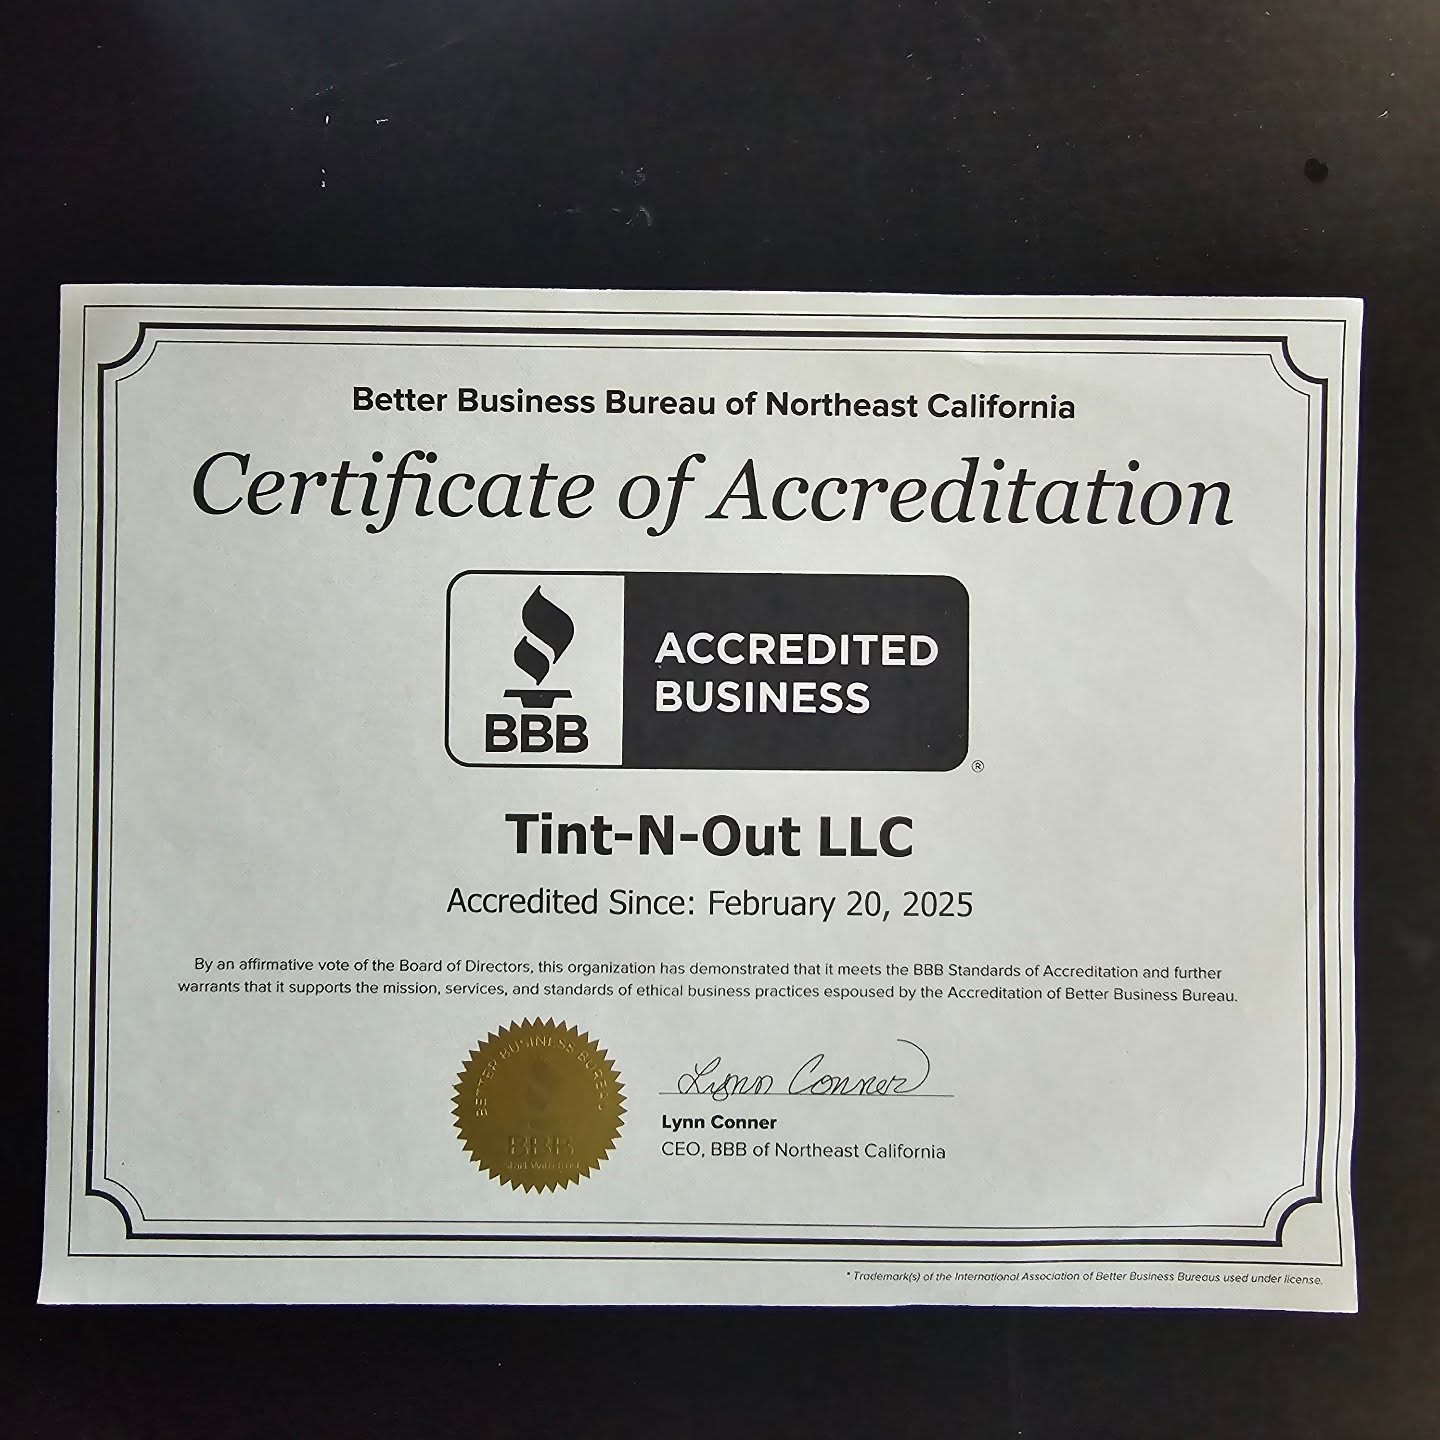 Better Business Bureau of Northeast California
Certificate of Accreditation
BBB
ACCREDITED
BUSINESS
®
Tint-N-Out LLC
Accredited Since: February 20, 2025
By an affirmative vote of the Board of Directors, this organization has demonstrated that it meets the BBB Standards of Accreditation and further
warrants that it supports the mission, services, and standards of ethical business practices espoused by the Accreditation of Better Business Bureau.
BETTER BUSINESS BUREAU
BBB
Start With Trust
Lynn Conner
Lynn Conner
CEO, BBB of Northeast California
* Trademark(s) of the International Association of Better Business Bureaus used under license.